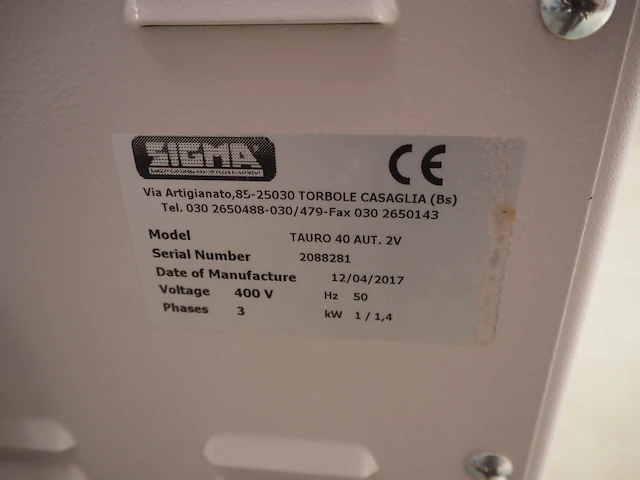 SIGMA
CE
Via Artigianato,85-25030 TORBOLE CASAGLIA (Bs)
Tel. 030 2650488-030/479-Fax 030 2650143
Model TAURO 40 AUT. 2V
Serial Number 2088281
Date of Manufacture 12/04/2017
Voltage 400 V Hz 50
Phases 3 kW 1 / 1,4